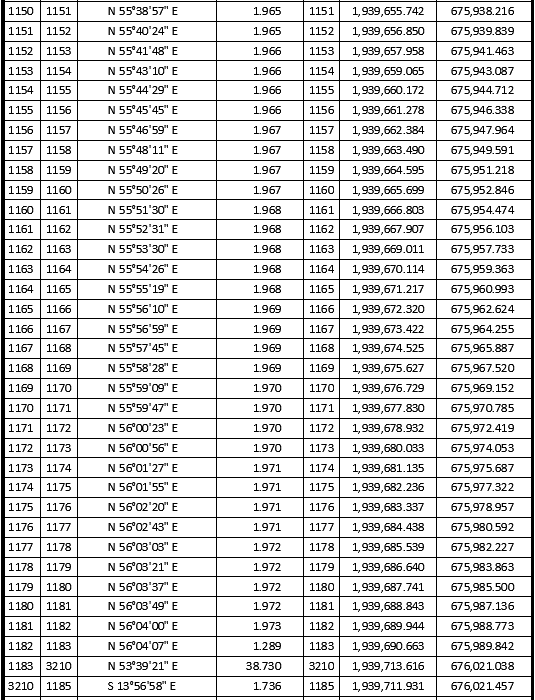 1150 1151 N 55°38'57" E 1.965 1151 1,939,655.742 675,938.216
1151 1152 N 55°40'24" E 1.965 1152 1,939,656.850 675,939.839
1152 1153 N 55°41'48" E 1.966 1153 1,939,657.958 675,941.463
1153 1154 N 55°43'10" E 1.966 1154 1,939,659.065 675,943.087
1154 1155 N 55°44'29" E 1.966 1155 1,939,660.172 675,944.712
1155 1156 N 55°45'45" E 1.966 1156 1,939,661.278 675,946.338
1156 1157 N 55°46'59" E 1.967 1157 1,939,662.384 675,947.964
1157 1158 N 55°48'11" E 1.967 1158 1,939,663.490 675,949.591
1158 1159 N 55°49'20" E 1.967 1159 1,939,664.595 675,951.218
1159 1160 N 55°50'26" E 1.967 1160 1,939,665.699 675,952.846
1160 1161 N 55°51'30" E 1.968 1161 1,939,666.803 675,954.474
1161 1162 N 55°52'31" E 1.968 1162 1,939,667.907 675,956.103
1162 1163 N 55°53'30" E 1.968 1163 1,939,669.011 675,957.733
1163 1164 N 55°54'26" E 1.968 1164 1,939,670.114 675,959.363
1164 1165 N 55°55'19" E 1.968 1165 1,939,671.217 675,960.993
1165 1166 N 55°56'10" E 1.969 1166 1,939,672.320 675,962.624
1166 1167 N 55°56'59" E 1.969 1167 1,939,673.422 675,964.255
1167 1168 N 55°57'45" E 1.969 1168 1,939,674.525 675,965.887
1168 1169 N 55°58'28" E 1.969 1169 1,939,675.627 675,967.520
1169 1170 N 55°59'09" E 1.970 1170 1,939,676.729 675,969.152
1170 1171 N 55°59'47" E 1.970 1171 1,939,677.830 675,970.785
1171 1172 N 56°00'23" E 1.970 1172 1,939,678.932 675,972.419
1172 1173 N 56°00'56" E 1.970 1173 1,939,680.033 675,974.053
1173 1174 N 56°01'27" E 1.971 1174 1,939,681.135 675,975.687
1174 1175 N 56°01'55" E 1.971 1175 1,939,682.236 675,977.322
1175 1176 N 56°02'20" E 1.971 1176 1,939,683.337 675,978.957
1176 1177 N 56°02'43" E 1.971 1177 1,939,684.438 675,980.592
1177 1178 N 56°03'03" E 1.972 1178 1,939,685.539 675,982.227
1178 1179 N 56°03'21" E 1.972 1179 1,939,686.640 675,983.863
1179 1180 N 56°03'37" E 1.972 1180 1,939,687.741 675,985.500
1180 1181 N 56°03'49" E 1.972 1181 1,939,688.843 675,987.136
1181 1182 N 56°04'00" E 1.973 1182 1,939,689.944 675,988.773
1182 1183 N 56°04'07" E 1.289 1183 1,939,690.663 675,989.842
1183 3210 N 53°39'21" E 38.730 3210 1,939,713.616 676,021.038
3210 1185 S 13°56'58" E 1.736 1185 1,939,711.931 676,021.457